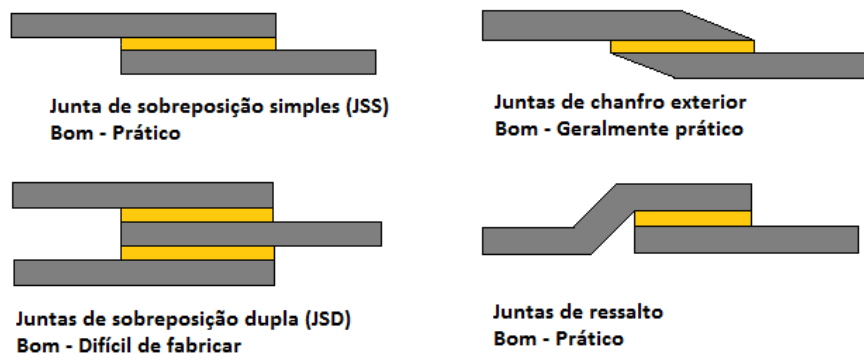 Junta de sobreposição simples (JSS)
Bom - Prático
Juntas de chanfro exterior
Bom - Geralmente prático
Juntas de sobreposição dupla (JSD)
Bom - Difícil de fabricar
Juntas de ressalto
Bom - Prático